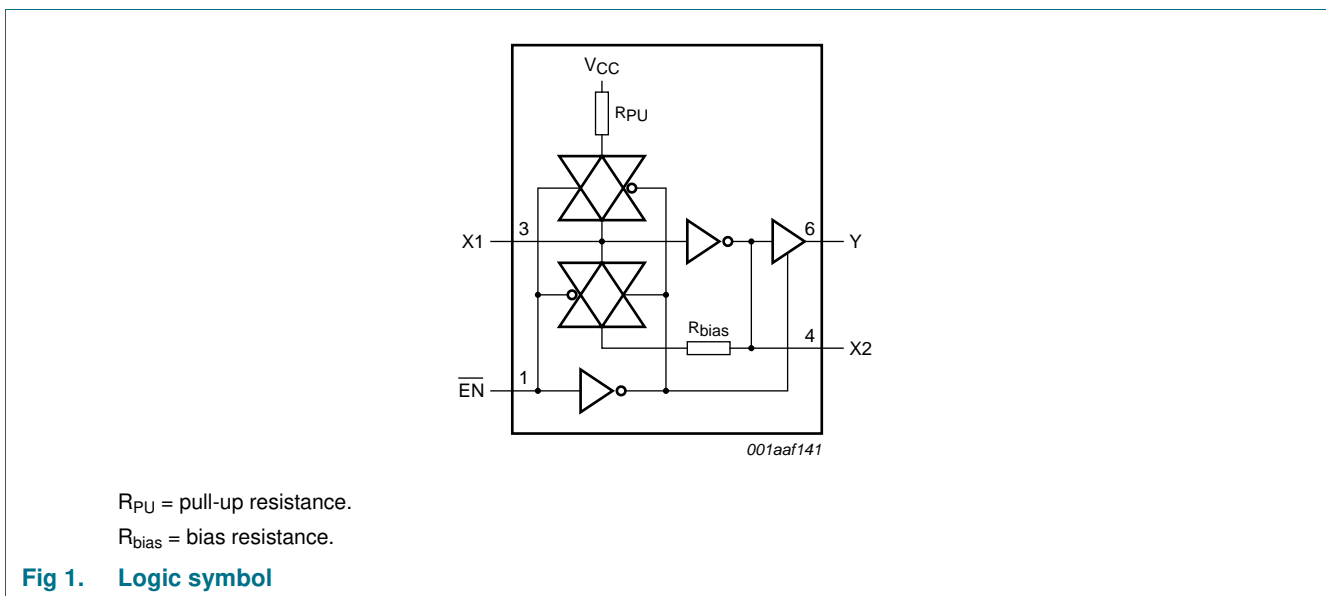 VCC
RPU
X1
3
6
Y
Rbias
4
X2
EN
1
001aaf141
RPU = pull-up resistance.
Rbias = bias resistance.
Fig 1. Logic symbol